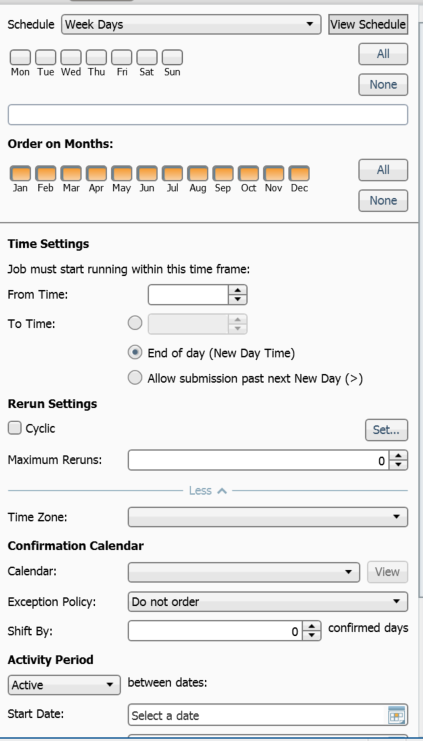 Schedule Week Days View Schedule
All
Mon Tue Wed Thu Fri Sat Sun
None
Order on Months:
All
Jan Feb Mar Apr May Jun Jul Aug Sep Oct Nov Dec
None
Time Settings
Job must start running within this time frame:
From Time:
To Time:
End of day (New Day Time)
Allow submission past next New Day (>)
Rerun Settings
Cyclic Set...
Maximum Reruns: 0
Less
Time Zone:
Confirmation Calendar
Calendar: View
Exception Policy: Do not order
Shift By: 0 confirmed days
Activity Period
Active between dates:
Start Date: Select a date